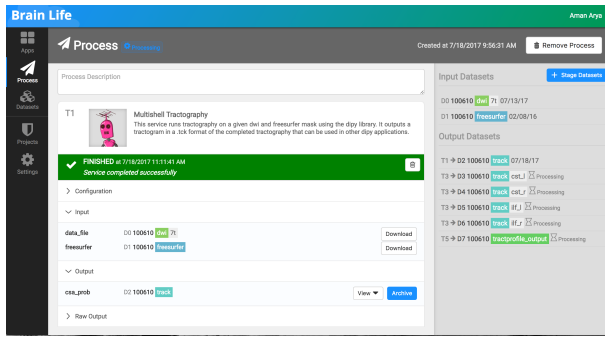 Brain Life
Aman Arya
Apps
Process
Datasets
Projects
Settings
Process Processing
Created at 7/18/2017 9:56:31 AM
Remove Process
Process Description
T1
Multishell Tractography
This service runs tractography on a given dwi and freesurfer mask using the dipy library. It outputs a
tractogram in a .tck format of the completed tractography that can be used in other dipy applications.
FINISHED at 7/18/2017 11:11:41 AM
Service completed successfully
Configuration
Input
data_file D0 100610 dwi 7t Download
freesurfer D1 100610 freesurfer Download
Output
csa_prob D2 100610 track View Archive
Raw Output
Input Datasets
+ Stage Datasets
D0 100610 dwi 7t 07/13/17
D1 100610 freesurfer 02/08/16
Output Datasets
T1 → D2 100610 track 07/18/17
T3 → D3 100610 track cst_l Processing
T3 → D4 100610 track cst_r Processing
T3 → D5 100610 track ilf_l Processing
T3 → D6 100610 track ilf_r Processing
T5 → D7 100610 tractprofile_output Processing